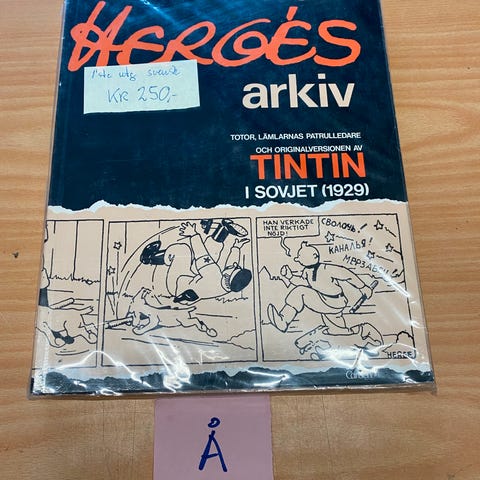 HERGÉS
1'ste utg svensk
KR 250,-
arkiv
TOTOR, LÄMLARNAS PATRULLEDARE
OCH ORIGINALVERSIONEN AV
TINTIN
I SOVJET (1929)
HAN VERKADE
INTE RIKTIGT
NÖJD!
СВОЛОЧЬ!
КАНАЛЬЯ!
МЕРЗАВЕЦ!
HERGÉ
Å